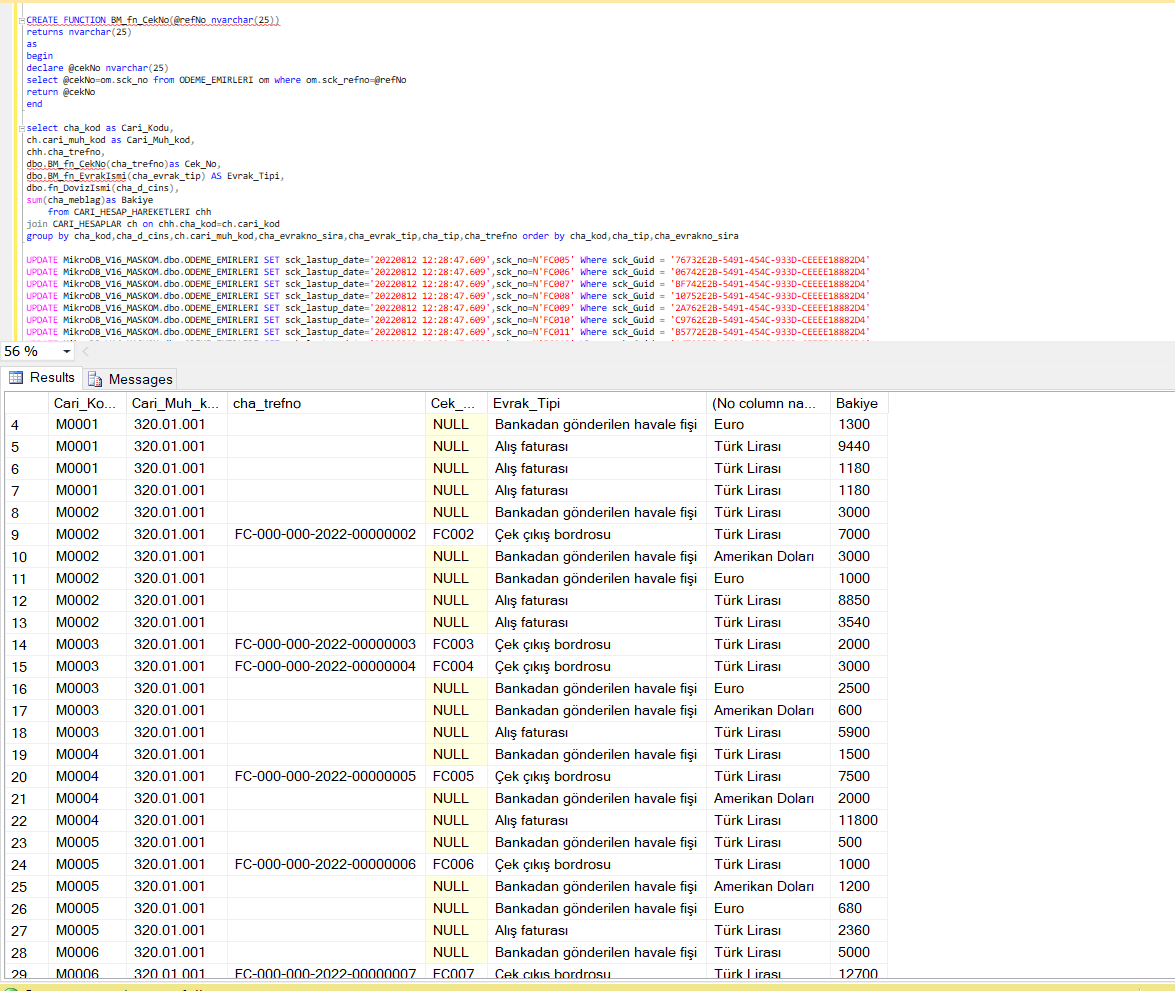 CREATE FUNCTION BM_fn_CekNo(@refNo nvarchar(25))
returns nvarchar(25)
as
begin
declare @cekNo nvarchar(25)
select @cekNo=om.sck_no from ODEME_EMIRLERI om where om.sck_refno=@refNo
return @cekNo
end
select cha_kod as Cari_Kodu,
ch.cari_muh_kod as Cari_Muh_kod,
chh.cha_trefno,
dbo.BM_fn_CekNo(cha_trefno)as Cek_No,
dbo.BM_fn_EvrakIsmi(cha_evrak_tip) AS Evrak_Tipi,
dbo.fn_DovizIsmi(cha_d_cins),
sum(cha_meblag)as Bakiye
from CARI_HESAP_HAREKETLERI chh
join CARI_HESAPLAR ch on chh.cha_kod=ch.cari_kod
group by cha_kod,cha_d_cins,ch.cari_muh_kod,cha_evrakno_sira,cha_evrak_tip,cha_tip,cha_trefno order by cha_kod,cha_tip,cha_evrakno_sira
UPDATE MikroDB_V16_MASKOM.dbo.ODEME_EMIRLERI SET sck_lastup_date='20220812 12:28:47.609',sck_no=N'FC005' Where sck_Guid = '76732E2B-5491-454C-933D-CEEEE18882D4'
UPDATE MikroDB_V16_MASKOM.dbo.ODEME_EMIRLERI SET sck_lastup_date='20220812 12:28:47.609',sck_no=N'FC006' Where sck_Guid = '06742E2B-5491-454C-933D-CEEEE18882D4'
UPDATE MikroDB_V16_MASKOM.dbo.ODEME_EMIRLERI SET sck_lastup_date='20220812 12:28:47.609',sck_no=N'FC007' Where sck_Guid = 'BF742E2B-5491-454C-933D-CEEEE18882D4'
UPDATE MikroDB_V16_MASKOM.dbo.ODEME_EMIRLERI SET sck_lastup_date='20220812 12:28:47.609',sck_no=N'FC008' Where sck_Guid = '10752E2B-5491-454C-933D-CEEEE18882D4'
UPDATE MikroDB_V16_MASKOM.dbo.ODEME_EMIRLERI SET sck_lastup_date='20220812 12:28:47.609',sck_no=N'FC009' Where sck_Guid = '2A762E2B-5491-454C-933D-CEEEE18882D4'
UPDATE MikroDB_V16_MASKOM.dbo.ODEME_EMIRLERI SET sck_lastup_date='20220812 12:28:47.609',sck_no=N'FC010' Where sck_Guid = 'C9762E2B-5491-454C-933D-CEEEE18882D4'
UPDATE MikroDB_V16_MASKOM.dbo.ODEME_EMIRLERI SET sck_lastup_date='20220812 12:28:47.609',sck_no=N'FC011' Where sck_Guid = 'B5772E2B-5491-454C-933D-CEEEE18882D4'
56 %
Results Messages
Cari_Ko... Cari_Muh_k... cha_trefno Cek_... Evrak_Tipi (No column na... Bakiye
4 M0001 320.01.001 NULL Bankadan gönderilen havale fişi Euro 1300
5 M0001 320.01.001 NULL Alış faturası Türk Lirası 9440
6 M0001 320.01.001 NULL Alış faturası Türk Lirası 1180
7 M0001 320.01.001 NULL Alış faturası Türk Lirası 1180
8 M0002 320.01.001 NULL Bankadan gönderilen havale fişi Türk Lirası 3000
9 M0002 320.01.001 FC-000-000-2022-00000002 FC002 Çek çıkış bordrosu Türk Lirası 7000
10 M0002 320.01.001 NULL Bankadan gönderilen havale fişi Amerikan Doları 3000
11 M0002 320.01.001 NULL Bankadan gönderilen havale fişi Euro 1000
12 M0002 320.01.001 NULL Alış faturası Türk Lirası 8850
13 M0002 320.01.001 NULL Alış faturası Türk Lirası 3540
14 M0003 320.01.001 FC-000-000-2022-00000003 FC003 Çek çıkış bordrosu Türk Lirası 2000
15 M0003 320.01.001 FC-000-000-2022-00000004 FC004 Çek çıkış bordrosu Türk Lirası 3000
16 M0003 320.01.001 NULL Bankadan gönderilen havale fişi Euro 2500
17 M0003 320.01.001 NULL Bankadan gönderilen havale fişi Amerikan Doları 600
18 M0003 320.01.001 NULL Alış faturası Türk Lirası 5900
19 M0004 320.01.001 NULL Bankadan gönderilen havale fişi Türk Lirası 1500
20 M0004 320.01.001 FC-000-000-2022-00000005 FC005 Çek çıkış bordrosu Türk Lirası 7500
21 M0004 320.01.001 NULL Bankadan gönderilen havale fişi Amerikan Doları 2000
22 M0004 320.01.001 NULL Alış faturası Türk Lirası 11800
23 M0005 320.01.001 NULL Bankadan gönderilen havale fişi Türk Lirası 500
24 M0005 320.01.001 FC-000-000-2022-00000006 FC006 Çek çıkış bordrosu Türk Lirası 1000
25 M0005 320.01.001 NULL Bankadan gönderilen havale fişi Amerikan Doları 1200
26 M0005 320.01.001 NULL Bankadan gönderilen havale fişi Euro 680
27 M0005 320.01.001 NULL Alış faturası Türk Lirası 2360
28 M0006 320.01.001 NULL Bankadan gönderilen havale fişi Türk Lirası 5000
29 M0006 320.01.001 FC-000-000-2022-00000007 FC007 Çek çıkış bordrosu Türk Lirası 12700